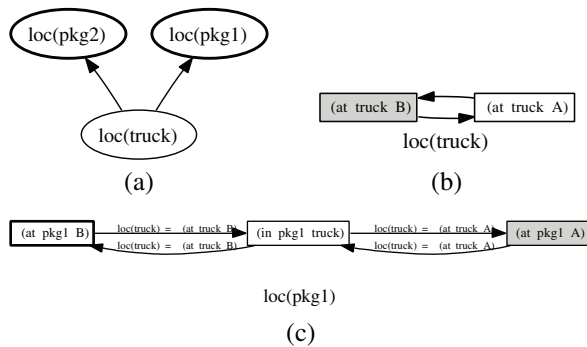 loc(pkg2) loc(pkg1)
loc(truck)
(a)
(at truck B) (at truck A)
loc(truck)
(b)
(at pkg1 B) loc(truck) = (at truck B) (in pkg1 truck) loc(truck) = (at truck A) (at pkg1 A)
loc(truck) = (at truck B) loc(truck) = (at truck A)
loc(pkg1)
(c)